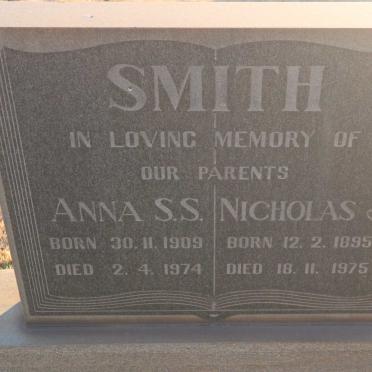 SMITH
IN LOVING MEMORY OF
OUR PARENTS
ANNA S.S. NICHOLAS
BORN 30.11.1909 BORN 12.2.1895
DIED 2.4.1974 DIED 18.11.1975